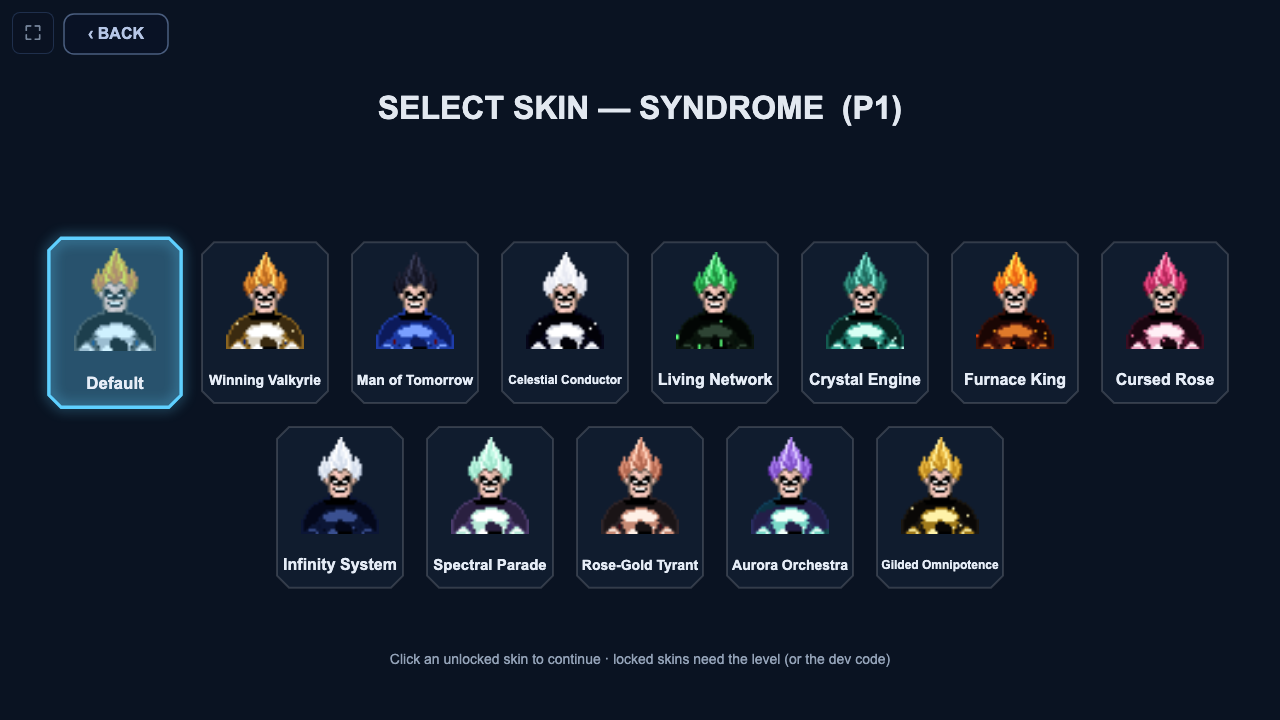 ‹ BACK
SELECT SKIN — SYNDROME (P1)
Default
Winning Valkyrie
Man of Tomorrow
Celestial Conductor
Living Network
Crystal Engine
Furnace King
Cursed Rose
Infinity System
Spectral Parade
Rose-Gold Tyrant
Aurora Orchestra
Gilded Omnipotence
Click an unlocked skin to continue · locked skins need the level (or the dev code)